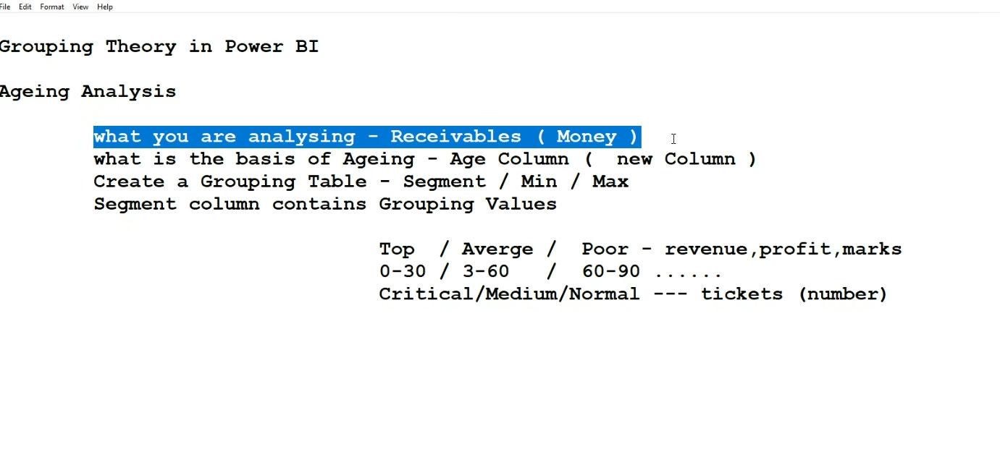 File Edit Format View Help
Grouping Theory in Power BI
Ageing Analysis
what you are analysing - Receivables ( Money )
what is the basis of Ageing - Age Column (  new Column )
Create a Grouping Table - Segment / Min / Max
Segment column contains Grouping Values
Top  / Averge /  Poor - revenue,profit,marks
0-30 / 3-60   /  60-90 ......
Critical/Medium/Normal --- tickets (number)